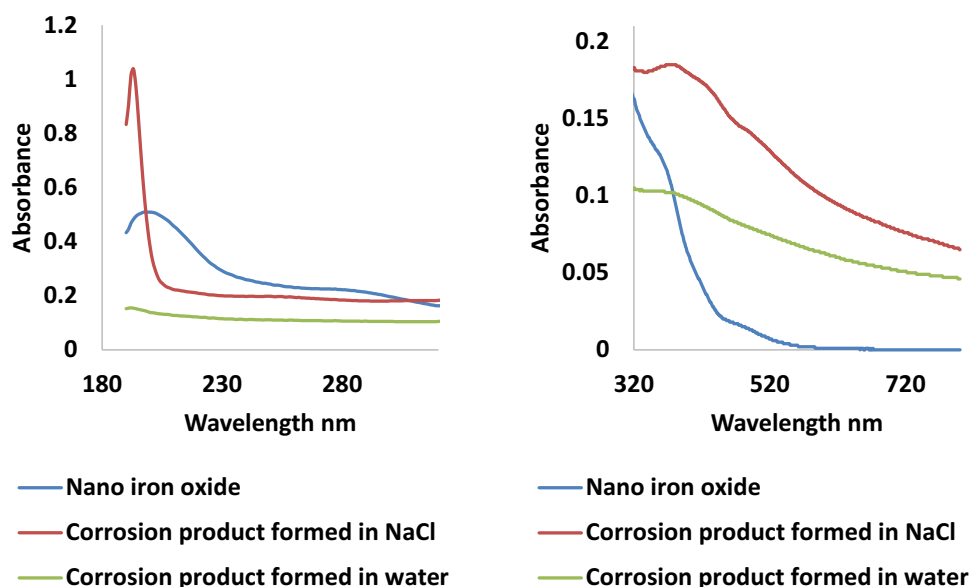 1.2
1
0.8
0.6
0.4
0.2
0
Absorbance
180
230
280
Wavelength nm
Nano iron oxide
Corrosion product formed in NaCl
Corrosion product formed in water
0.2
0.15
0.1
0.05
0
Absorbance
320
520
720
Wavelength nm
Nano iron oxide
Corrosion product formed in NaCl
Corrosion product formed in water